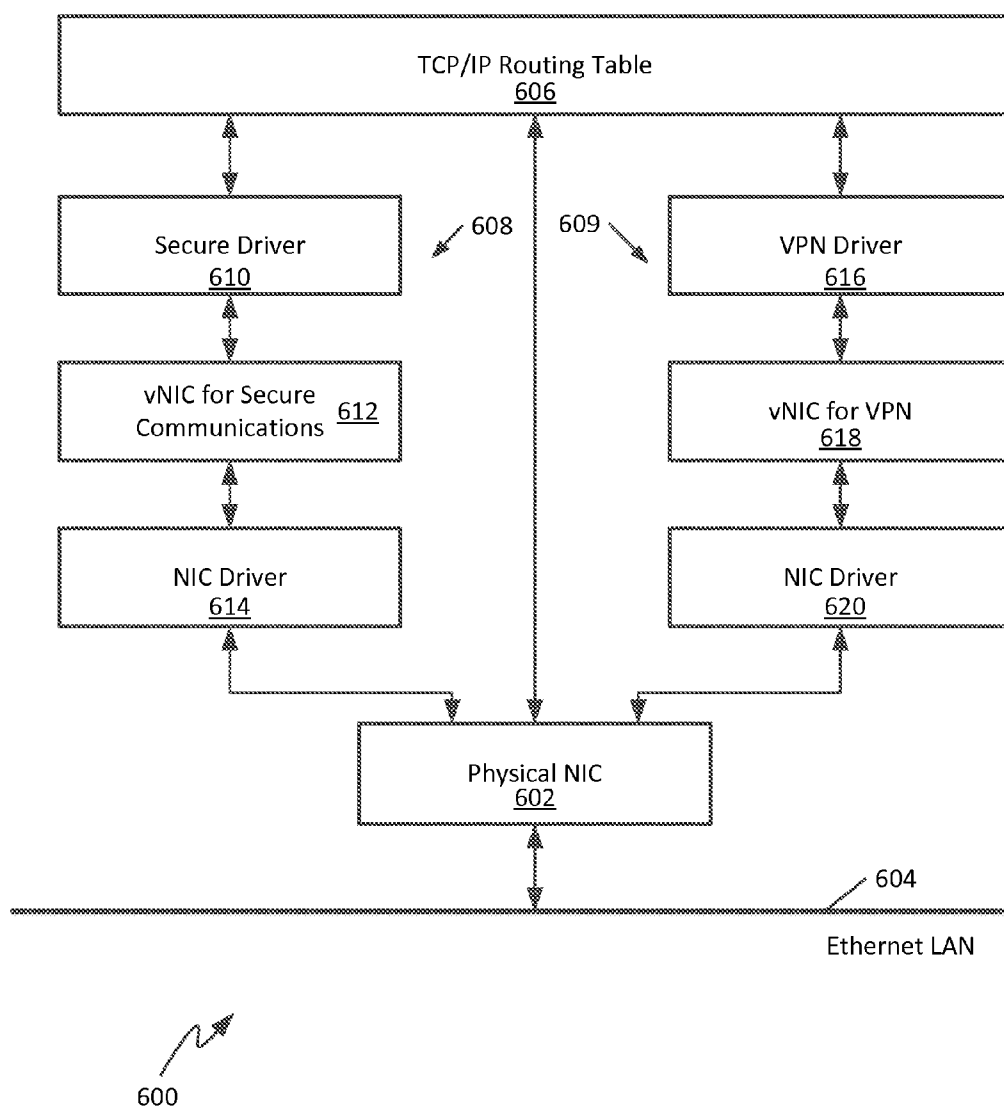 TCP/IP Routing Table
606
608
609
Secure Driver
610
VPN Driver
616
vNIC for Secure
Communications
612
vNIC for VPN
618
NIC Driver
614
NIC Driver
620
Physical NIC
602
604
Ethernet LAN
600